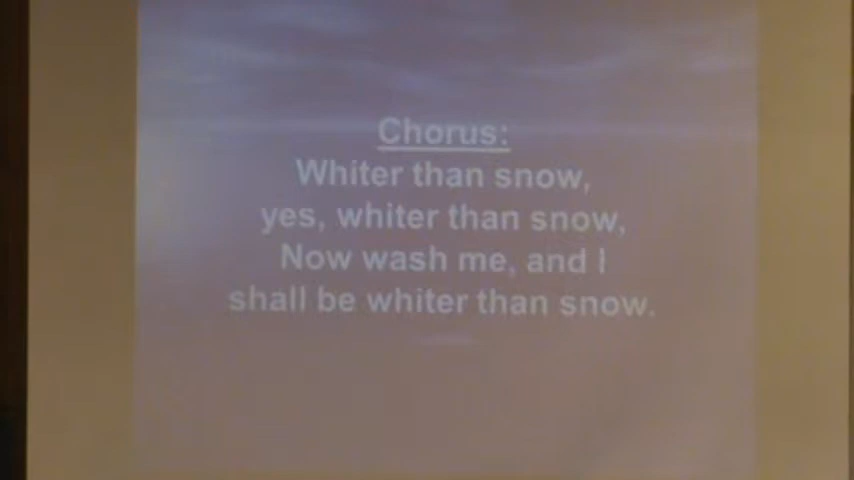 Chorus:
Whiter than snow,
yes, whiter than snow,
Now wash me, and I
shall be whiter than snow.